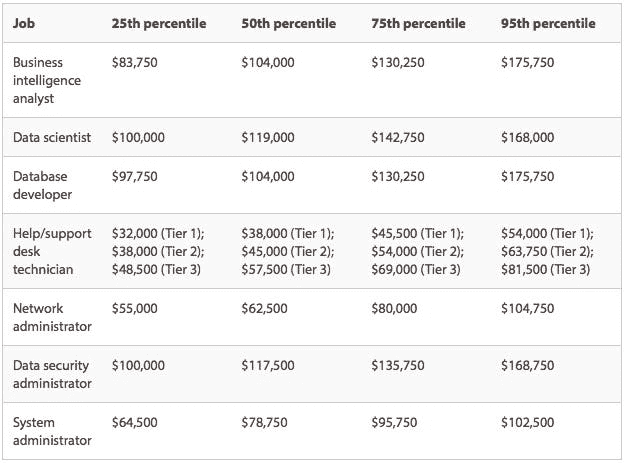 Job 25th percentile 50th percentile 75th percentile 95th percentile
Business $83,750 $104,000 $130,250 $175,750
intelligence
analyst
Data scientist $100,000 $119,000 $142,750 $168,000
Database $97,750 $104,000 $130,250 $175,750
developer
Help/support $32,000 (Tier 1); $38,000 (Tier 1); $45,500 (Tier 1); $54,000 (Tier 1);
desk $38,000 (Tier 2); $45,000 (Tier 2); $54,000 (Tier 2); $63,750 (Tier 2);
technician $48,500 (Tier 3) $57,500 (Tier 3) $69,000 (Tier 3) $81,500 (Tier 3)
Network $55,000 $62,500 $80,000 $104,750
administrator
Data security $100,000 $117,500 $135,750 $168,750
administrator
System $64,500 $78,750 $95,750 $102,500
administrator